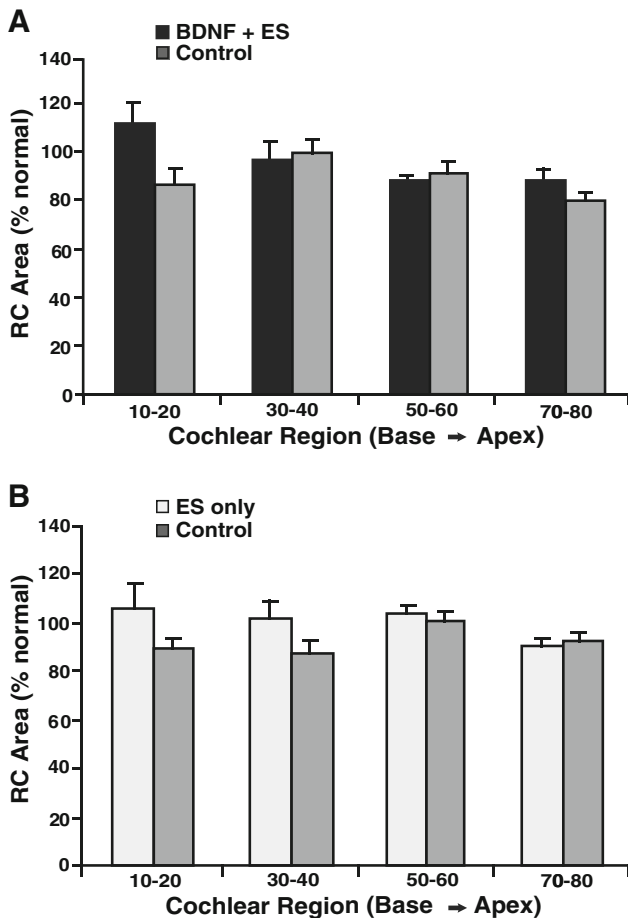 A
BDNF + ES
Control
RC Area (% normal)
140
120
100
80
60
40
20
0
10-20 30-40 50-60 70-80
Cochlear Region (Base → Apex)
B
ES only
Control
RC Area (% normal)
140
120
100
80
60
40
20
0
10-20 30-40 50-60 70-80
Cochlear Region (Base → Apex)